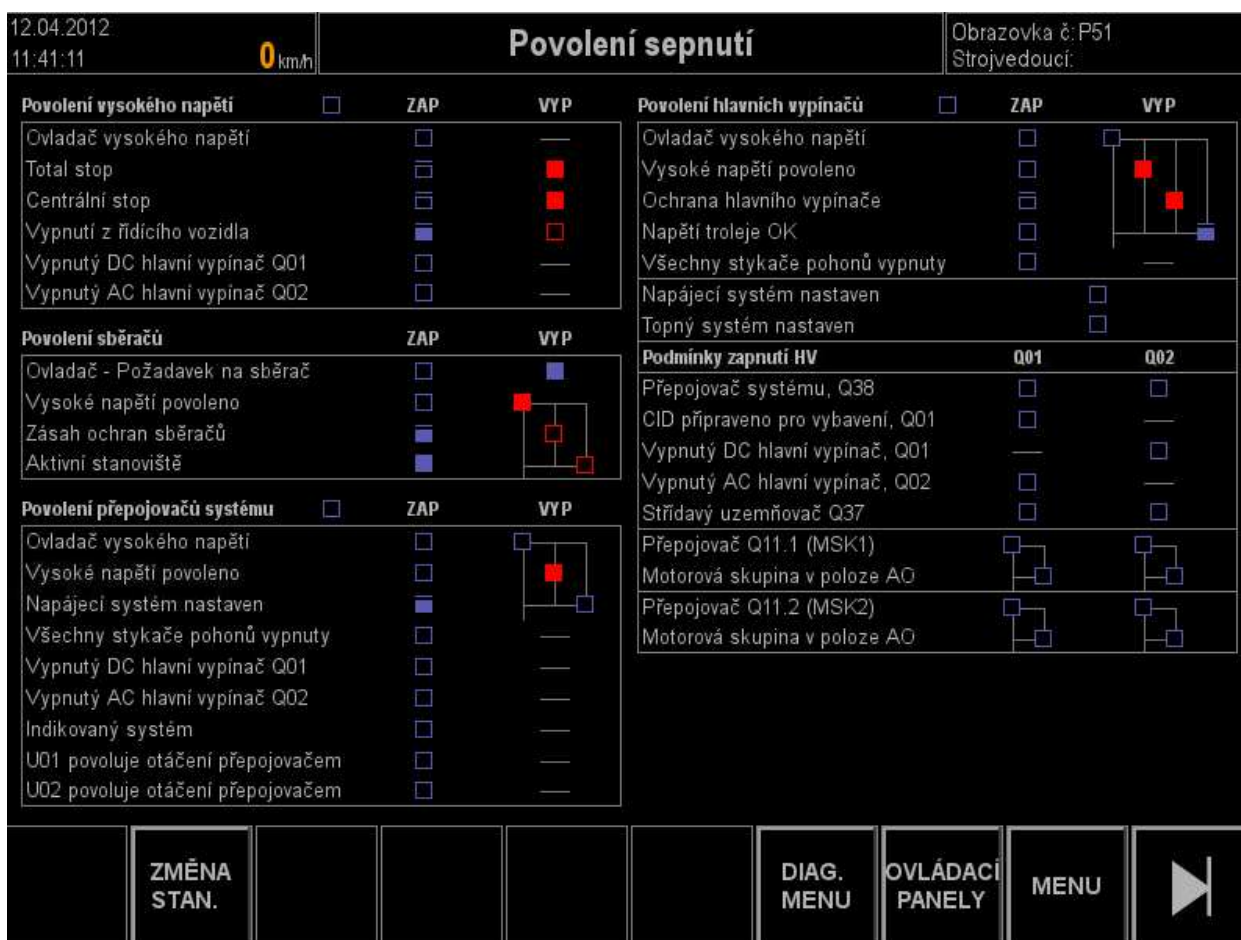 12.04.2012
11:41:11
0 km/h
Povolení sepnutí
Obrazovka č: P51
Strojvedoucí:
Povolení vysokého napětí ZAP VYP
Ovladač vysokého napětí
Total stop
Centrální stop
Vypnutí z řídícího vozidla
Vypnutý DC hlavní vypínač Q01
Vypnutý AC hlavní vypínač Q02
Povolení sběračů ZAP VYP
Ovladač - Požadavek na sběrač
Vysoké napětí povoleno
Zásah ochran sběračů
Aktivní stanoviště
Povolení přepojovačů systému ZAP VYP
Ovladač vysokého napětí
Vysoké napětí povoleno
Napájecí systém nastaven
Všechny stykače pohonů vypnuty
Vypnutý DC hlavní vypínač Q01
Vypnutý AC hlavní vypínač Q02
Indikovaný systém
U01 povoluje otáčení přepojovačem
U02 povoluje otáčení přepojovačem
Povolení hlavních vypínačů ZAP VYP
Ovladač vysokého napětí
Vysoké napětí povoleno
Ochrana hlavního vypínače
Napětí troleje OK
Všechny stykače pohonů vypnuty
Napájecí systém nastaven
Topný systém nastaven
Podmínky zapnutí HV Q01 Q02
Přepojovač systému, Q38
CID připraveno pro vybavení, Q01
Vypnutý DC hlavní vypínač, Q01
Vypnutý AC hlavní vypínač, Q02
Střídavý uzemňovač Q37
Přepojovač Q11.1 (MSK1)
Motorová skupina v poloze AO
Přepojovač Q11.2 (MSK2)
Motorová skupina v poloze AO
ZMĚNA
STAN.
DIAG.
MENU
OVLÁDACÍ
PANELY
MENU